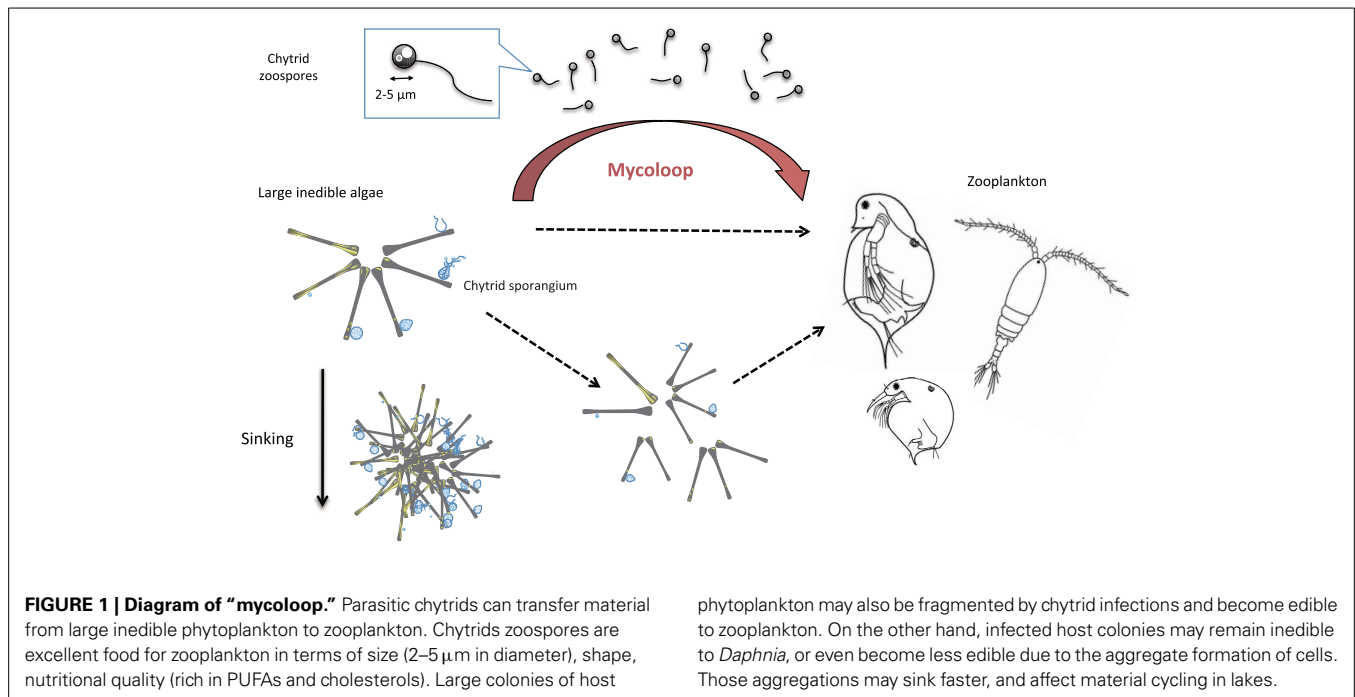 Chytrid
zoospores
2-5 μm
Mycoloop
Large inedible algae
Zooplankton
Chytrid sporangium
Sinking
FIGURE 1 | Diagram of “mycoloop.” Parasitic chytrids can transfer material
from large inedible phytoplankton to zooplankton. Chytrids zoospores are
excellent food for zooplankton in terms of size (2–5 μm in diameter), shape,
nutritional quality (rich in PUFAs and cholesterols). Large colonies of host
phytoplankton may also be fragmented by chytrid infections and become edible
to zooplankton. On the other hand, infected host colonies may remain inedible
to Daphnia, or even become less edible due to the aggregate formation of cells.
Those aggregations may sink faster, and affect material cycling in lakes.